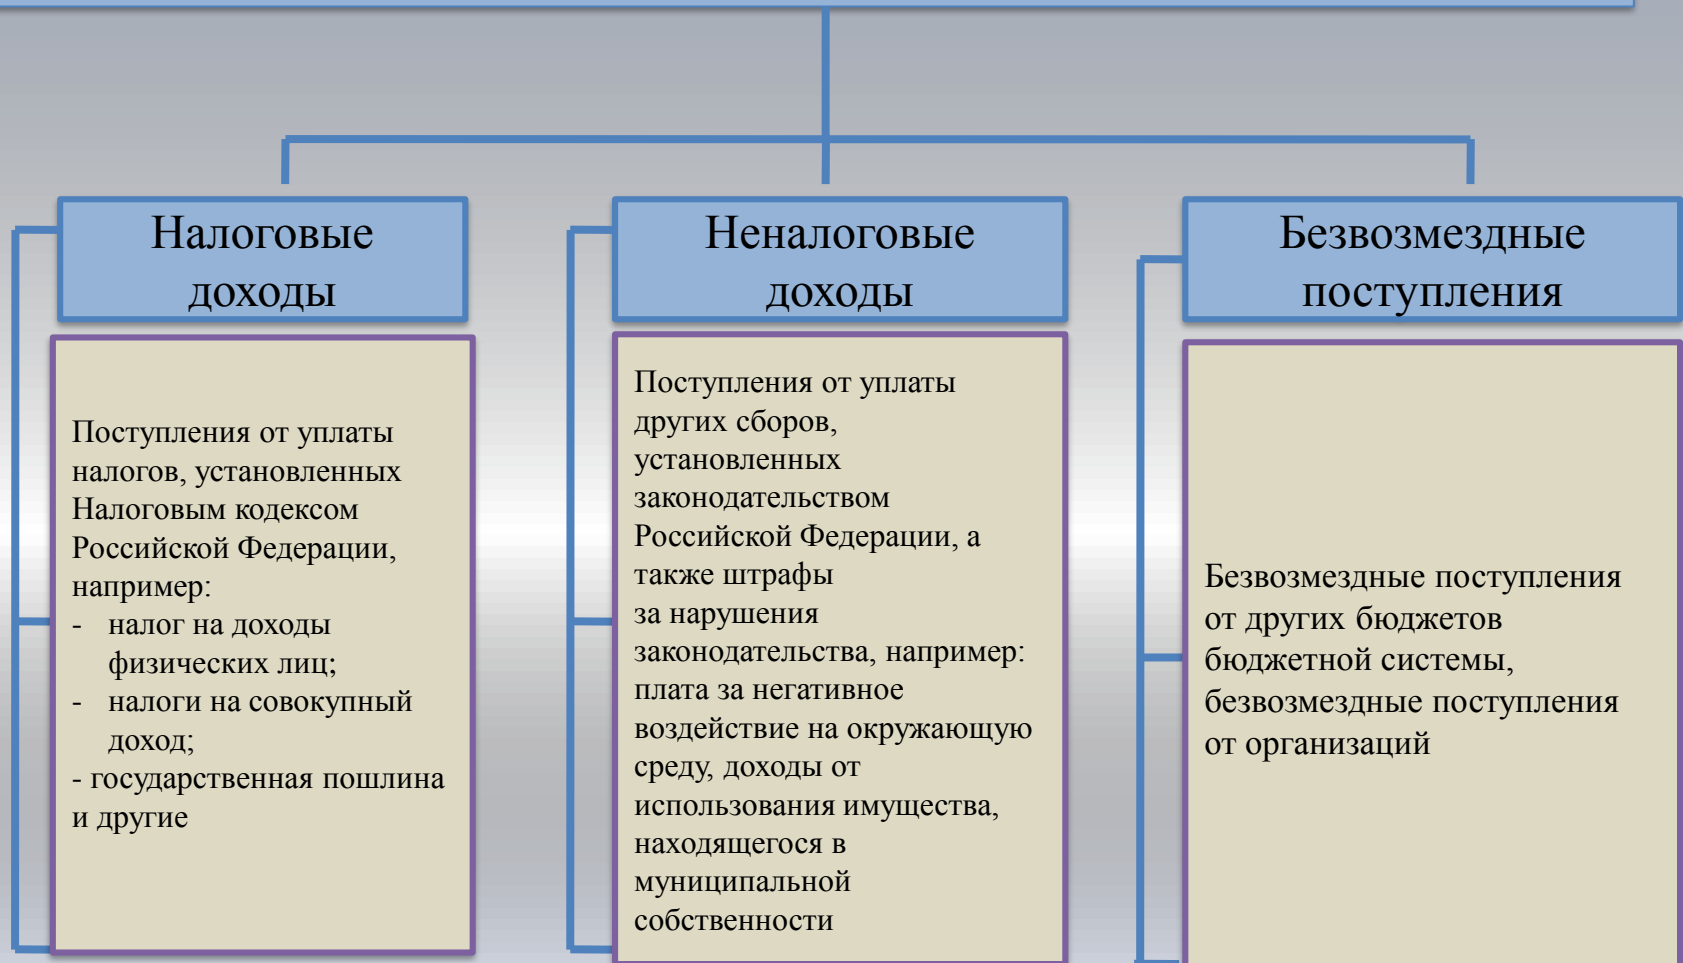 Налоговые
доходы
Поступления от уплаты
налогов, установленных
Налоговым кодексом
Российской Федерации,
например:
- налог на доходы
физических лиц;
- налоги на совокупный
доход;
- государственная пошлина
и другие
Неналоговые
доходы
Поступления от уплаты
других сборов,
установленных
законодательством
Российской Федерации, а
также штрафы
за нарушения
законодательства, например:
плата за негативное
воздействие на окружающую
среду, доходы от
использования имущества,
находящегося в
муниципальной
собственности
Безвозмездные
поступления
Безвозмездные поступления
от других бюджетов
бюджетной системы,
безвозмездные поступления
от организаций